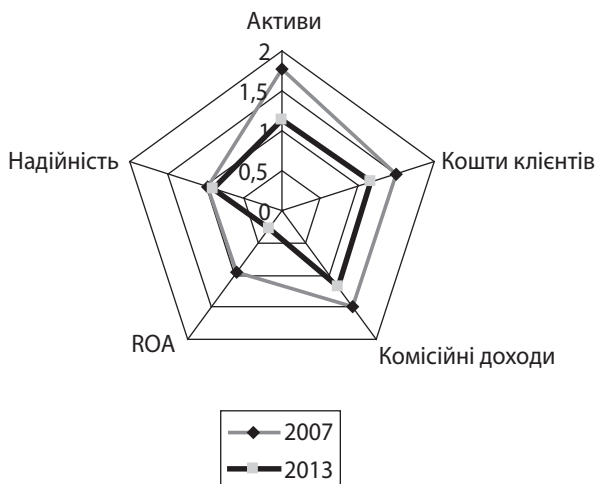 Активи
2
1,5
1
0,5
0
Надійність
Кошти клієнтів
ROA
Комісійні доходи
2007
2013